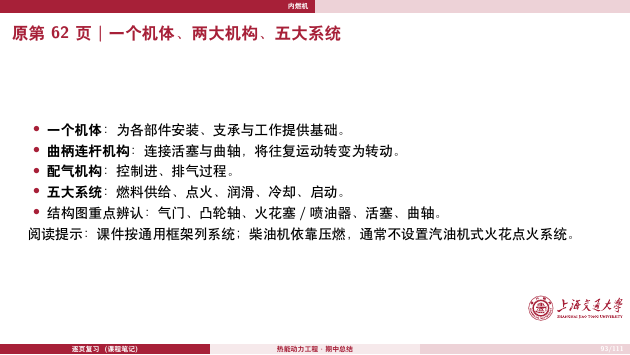 内燃机
原第 62 页 | 一个机体、两大机构、五大系统
• 一个机体：为各部件安装、支承与工作提供基础。
• 曲柄连杆机构：连接活塞与曲轴，将往复运动转变为转动。
• 配气机构：控制进、排气过程。
• 五大系统：燃料供给、点火、润滑、冷却、启动。
• 结构图重点辨认：气门、凸轮轴、火花塞 / 喷油器、活塞、曲轴。
阅读提示：课件按通用框架列系统；柴油机依靠压燃，通常不设置汽油机式火花点火系统。
上海交通大学
SHANGHAI JIAO TONG UNIVERSITY
逐页复习（课程笔记）
热能动力工程 · 期中总结
83/111